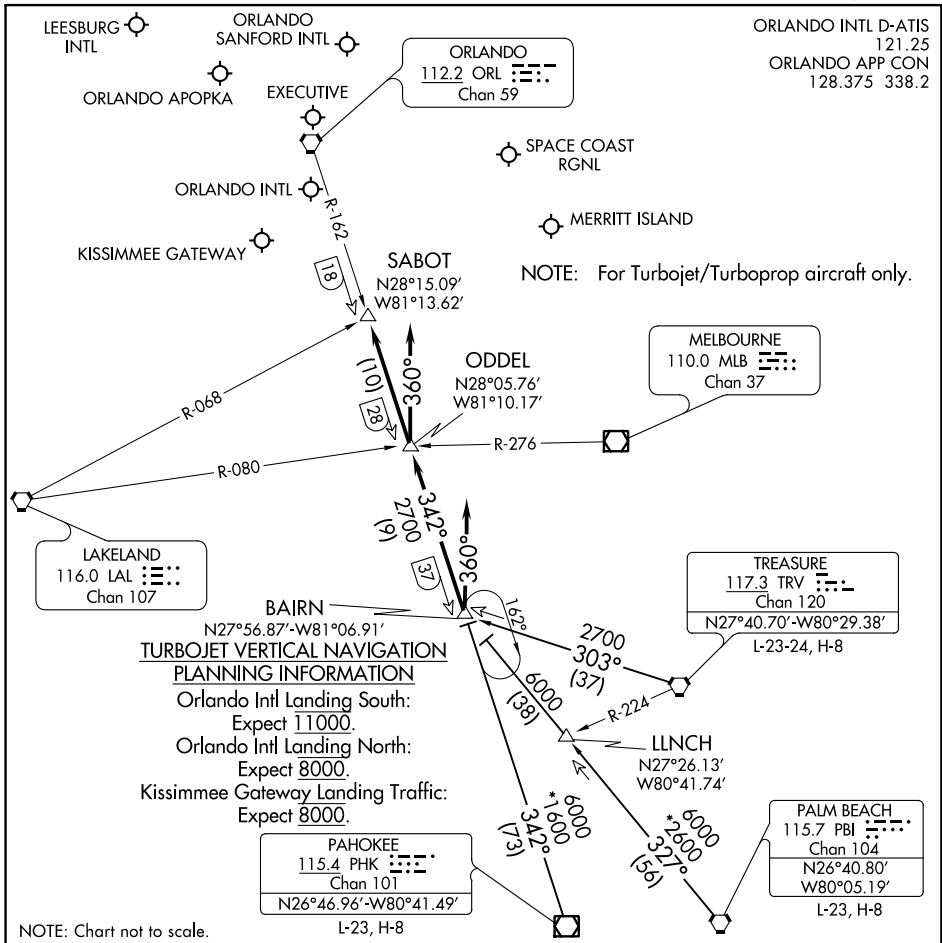 LEESBURG
INTL
ORLANDO
SANFORD INTL
ORLANDO INTL D-ATIS
121.25
ORLANDO APP CON
128.375 338.2
ORLANDO
112.2 ORL
Chan 59
ORLANDO APOPKA
EXECUTIVE
SPACE COAST
RGNL
ORLANDO INTL
R-162
MERRITT ISLAND
KISSIMMEE GATEWAY
18
SABOT
N28°15.09'
W81°13.62'
NOTE: For Turbojet/Turboprop aircraft only.
MELBOURNE
110.0 MLB
Chan 37
ODDEL
N28°05.76'
W81°10.17'
(10)
360°
R-068
28
R-276
R-080
342°
2700
(9)
LAKELAND
116.0 LAL
Chan 107
37
360°
TREASURE
117.3 TRV
Chan 120
N27°40.70'-W80°29.38'
L-23-24, H-8
BAIRN
N27°56.87'-W81°06.91'
162°
2700
303°
(37)
TURBOJET VERTICAL NAVIGATION
PLANNING INFORMATION
Orlando Intl Landing South:
Expect 11000.
Orlando Intl Landing North:
Expect 8000.
Kissimmee Gateway Landing Traffic:
Expect 8000.
6000
(38)
R-224
LLNCH
N27°26.13'
W80°41.74'
6000
*1600
342°
(73)
6000
*2600
327°
(56)
PALM BEACH
115.7 PBI
Chan 104
N26°40.80'
W80°05.19'
L-23, H-8
PAHOKEE
115.4 PHK
Chan 101
N26°46.96'-W80°41.49'
L-23, H-8
NOTE: Chart not to scale.